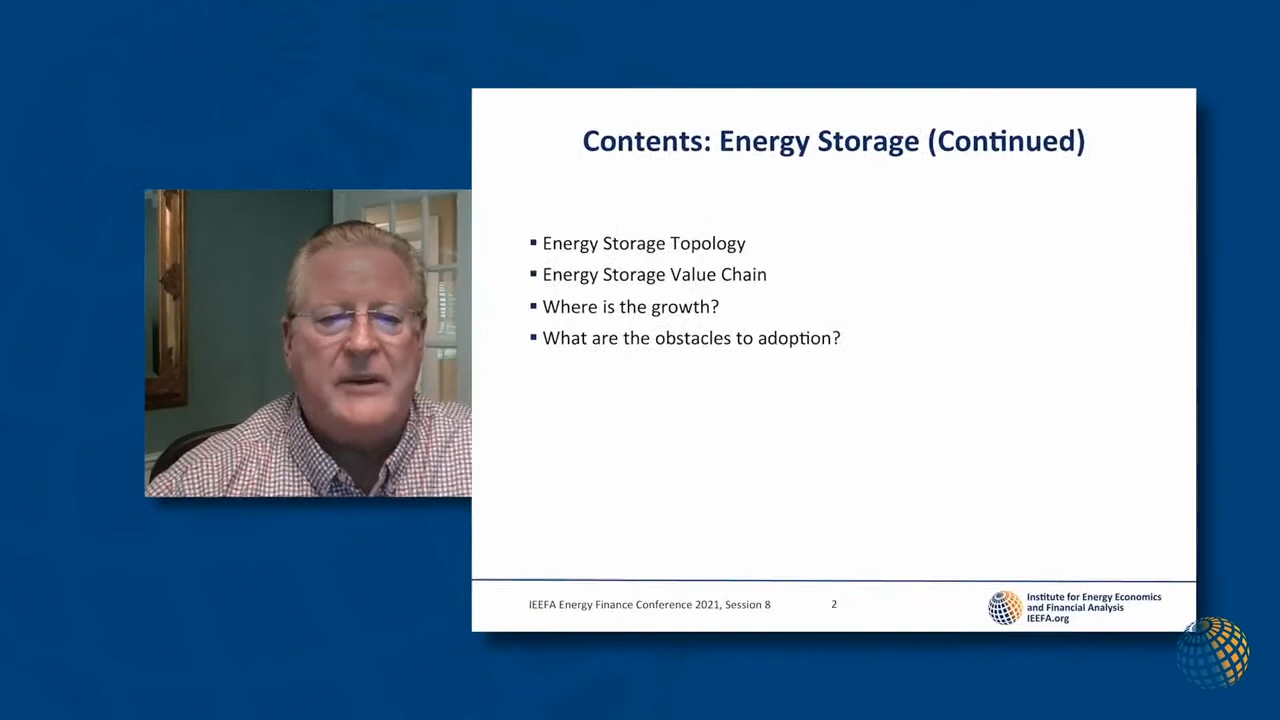 Contents: Energy Storage (Continued)
▪ Energy Storage Topology
▪ Energy Storage Value Chain
▪ Where is the growth?
▪ What are the obstacles to adoption?
IEEFA Energy Finance Conference 2021, Session 8
2
Institute for Energy Economics
and Financial Analysis
IEEFA.org